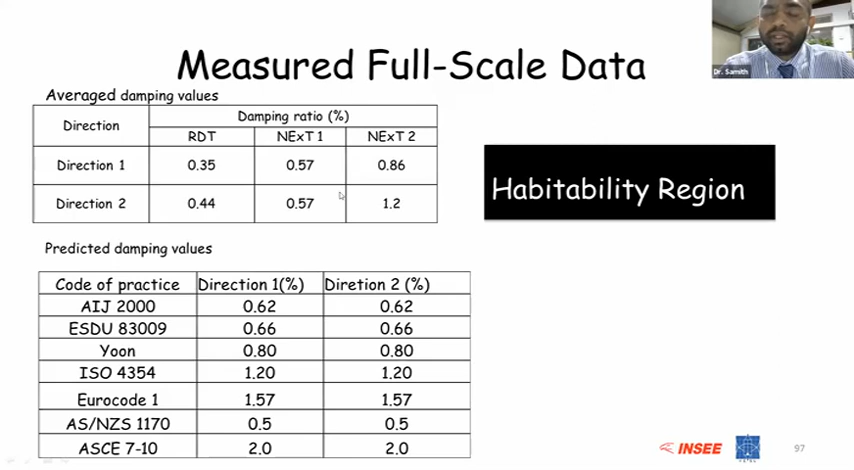 Dr. Samith
Measured Full-Scale Data
Averaged damping values
Direction
Damping ratio (%)
RDT NExT 1 NExT 2
Direction 1 0.35 0.57 0.86
Direction 2 0.44 0.57 1.2
Habitability Region
Predicted damping values
Code of practice Direction 1(%) Diretion 2 (%)
AIJ 2000 0.62 0.62
ESDU 83009 0.66 0.66
Yoon 0.80 0.80
ISO 4354 1.20 1.20
Eurocode 1 1.57 1.57
AS/NZS 1170 0.5 0.5
ASCE 7-10 2.0 2.0
INSEE
97